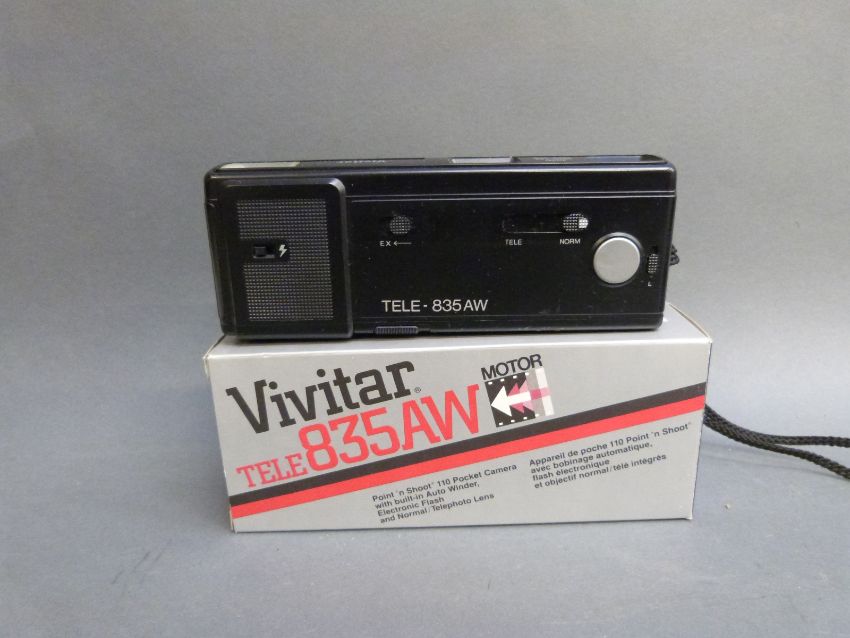 EX ←
TELE NORM
TELE - 835 AW
Vivitar®
MOTOR
TELE 835AW
Point 'n Shoot" 110 Pocket Camera
with built-in Auto Winder,
Electronic Flash
and Normal/Telephoto Lens
Appareil de poche 110 Point 'n Shoot"
avec bobinage automatique,
flash électronique
et objectif normal/télé intégrés